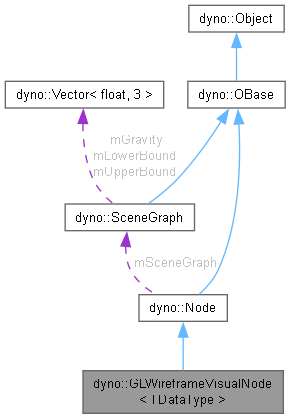 dyno::Object
dyno::Vector< float, 3 >
dyno::OBase
mGravity
mLowerBound
mUpperBound
dyno::SceneGraph
mSceneGraph
dyno::Node
dyno::GLWireframeVisualNode
< TDataType >